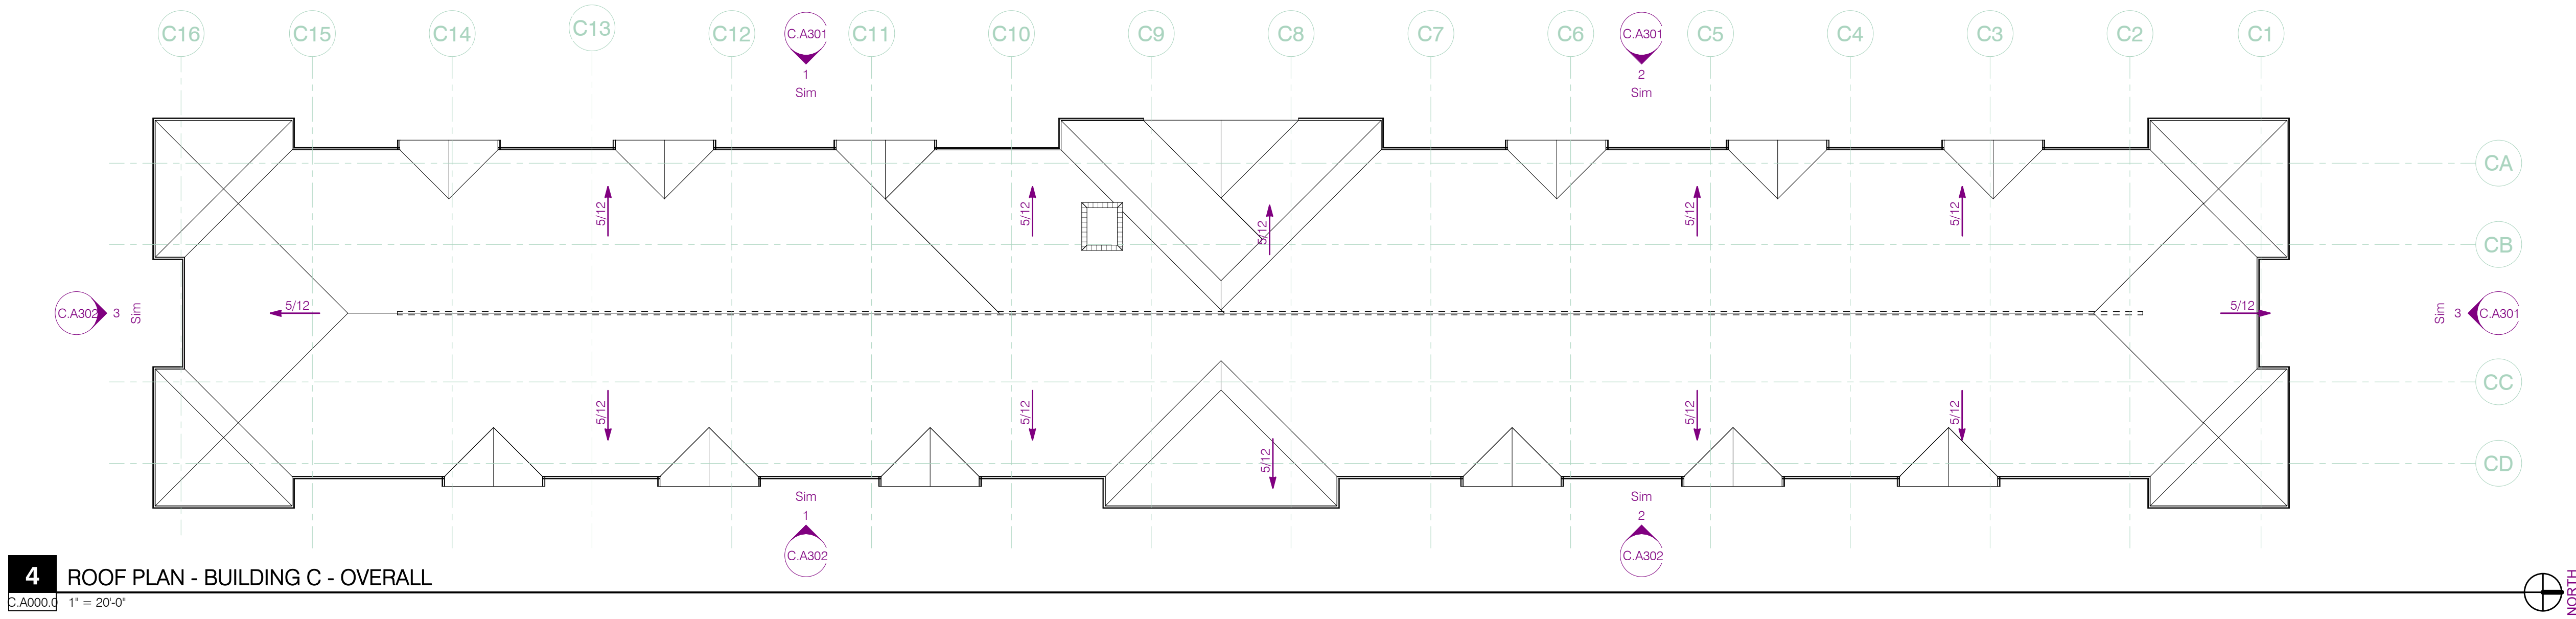 C16 C15 C14 C13 C12 C.A301 C11 C10 C9 C8 C7 C6 C.A301 C5 C4 C3 C2 C1
1 2
Sim Sim
CA
5/12 5/12 5/12 5/12
5/12
CB
C.A302 3 Sim 5/12 5/12 Sim 3 C.A301
CC
5/12 5/12 5/12 5/12
5/12
CD
Sim Sim
1 2
C.A302 C.A302
4 ROOF PLAN - BUILDING C - OVERALL
C.A000.0 1" = 20'-0"
NORTH